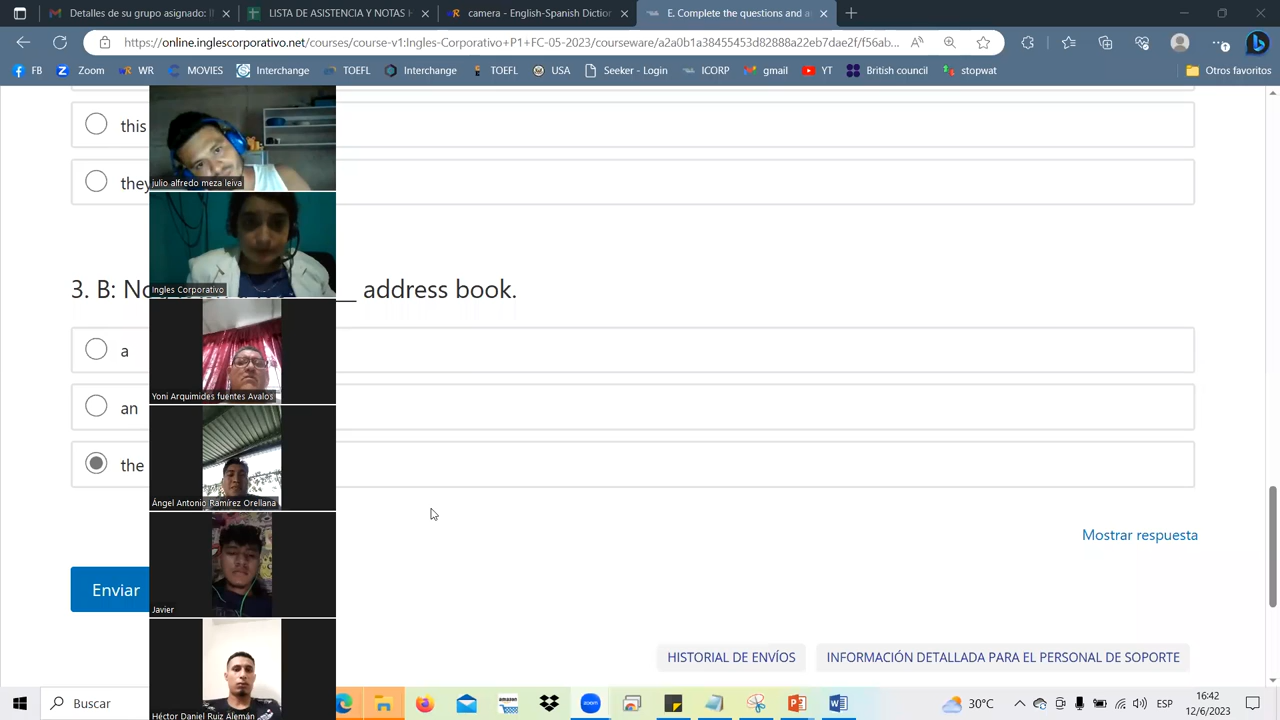 Detalles de su grupo asignado (I
LISTA DE ASISTENCIA Y NOTAS H
camera - English-Spanish Diction
E. Complete the questions and a
https://online.inglescorporativo.net/courses/course-v1:Ingles-Corporativo+P1+FC-05-2023/courseware/a2a0b1a38455453d82888a22eb7dae2f/f56ab...
FB
Zoom
WR
MOVIES
Interchange
TOEFL
Interchange
TOEFL
USA
Seeker - Login
ICORP
Gmail
YT
British council
stopwat
Otros favoritos
this
they
julio alfredo meza leiva
Ingles Corporativo
3. B: No, address book.
a
Yoni Arquimides fuentes Avalos
an
the
Ángel Antonio Ramírez Orellana
Mostrar respuesta
Enviar
Javier
HISTORIAL DE ENVÍOS
INFORMACIÓN DETALLADA PARA EL PERSONAL DE SOPORTE
Héctor Daniel Ruiz Alemán
Buscar
amazon
zoom
30°C
ESP
16:42
12/6/2023